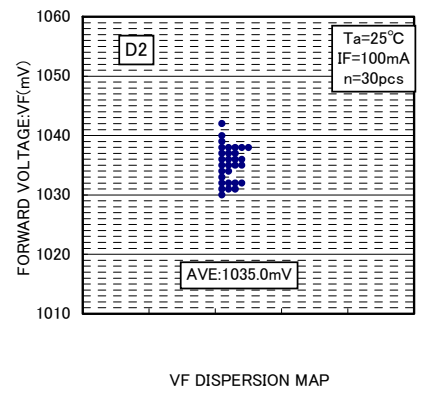 FORWARD VOLTAGE:VF(mV)
1060
1050
1040
1030
1020
1010
D2
Ta=25°C
IF=100mA
n=30pcs
AVE:1035.0mV
VF DISPERSION MAP